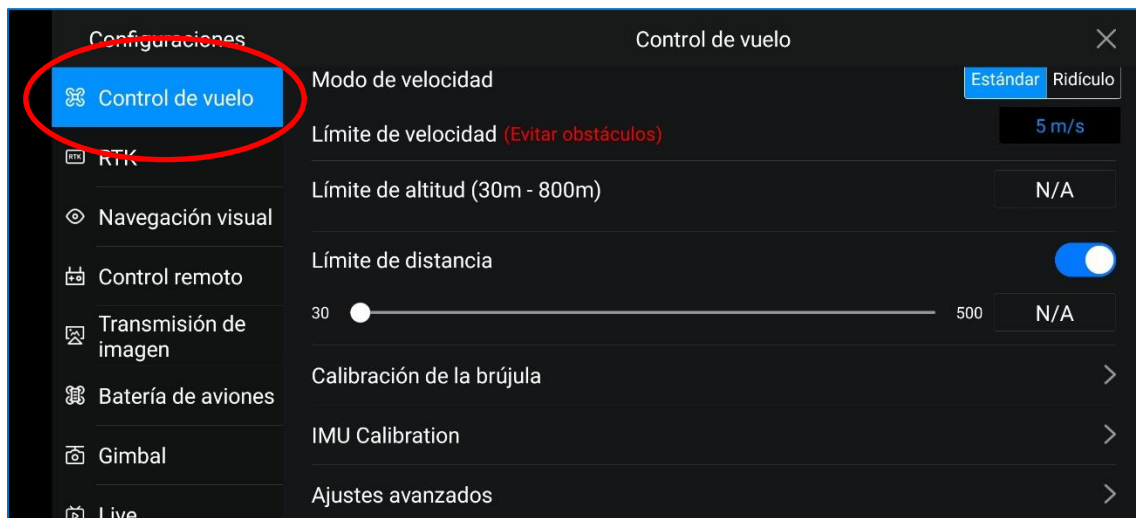 Configuraciones
Control de vuelo
Control de vuelo
RTK
RTK
Navegación visual
Control remoto
Transmisión de
imagen
Batería de aviones
Gimbal
Live
Modo de velocidad
Estándar Ridículo
Límite de velocidad (Evitar obstáculos)
5 m/s
Límite de altitud (30m - 800m)
N/A
Límite de distancia
30
500
N/A
Calibración de la brújula
IMU Calibration
Ajustes avanzados